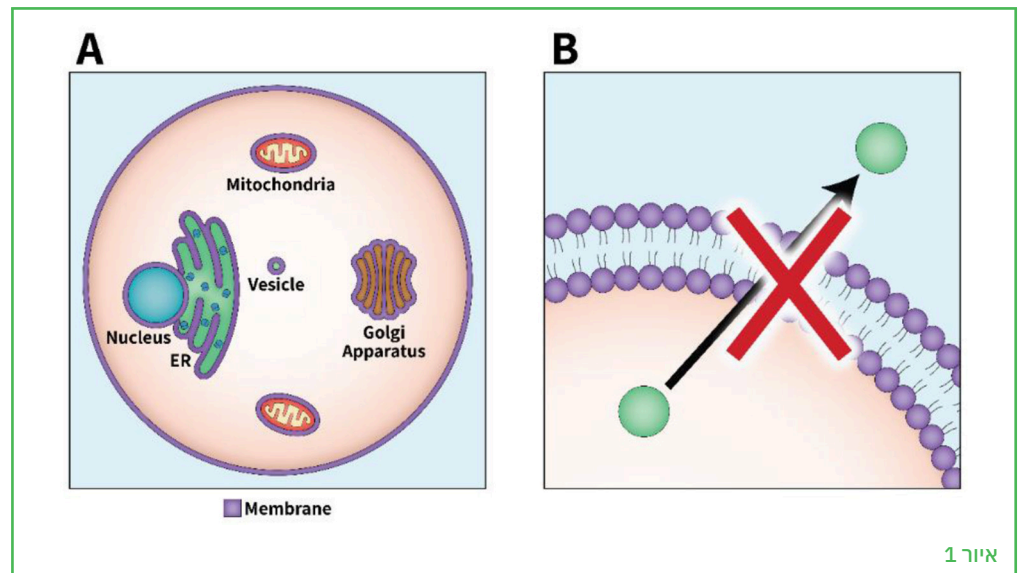 A
B
Mitochondria
Vesicle
Nucleus
ER
Golgi
Apparatus
Membrane
איור 1